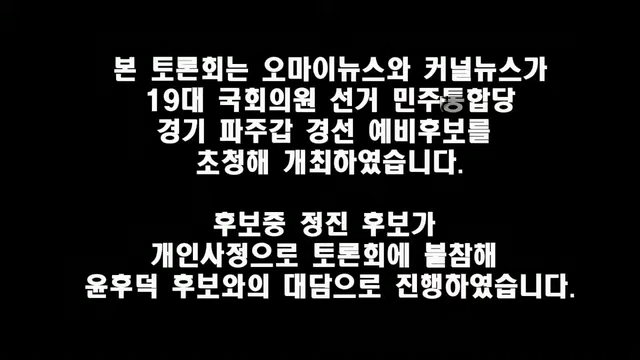 본 토론회는 오마이뉴스와 커널뉴스가
19대 국회의원 선거 민주통합당
경기 파주갑 경선 예비후보를
초청해 개최하였습니다.
후보중 정진 후보가
개인사정으로 토론회에 불참해
윤후덕 후보와의 대담으로 진행하였습니다.